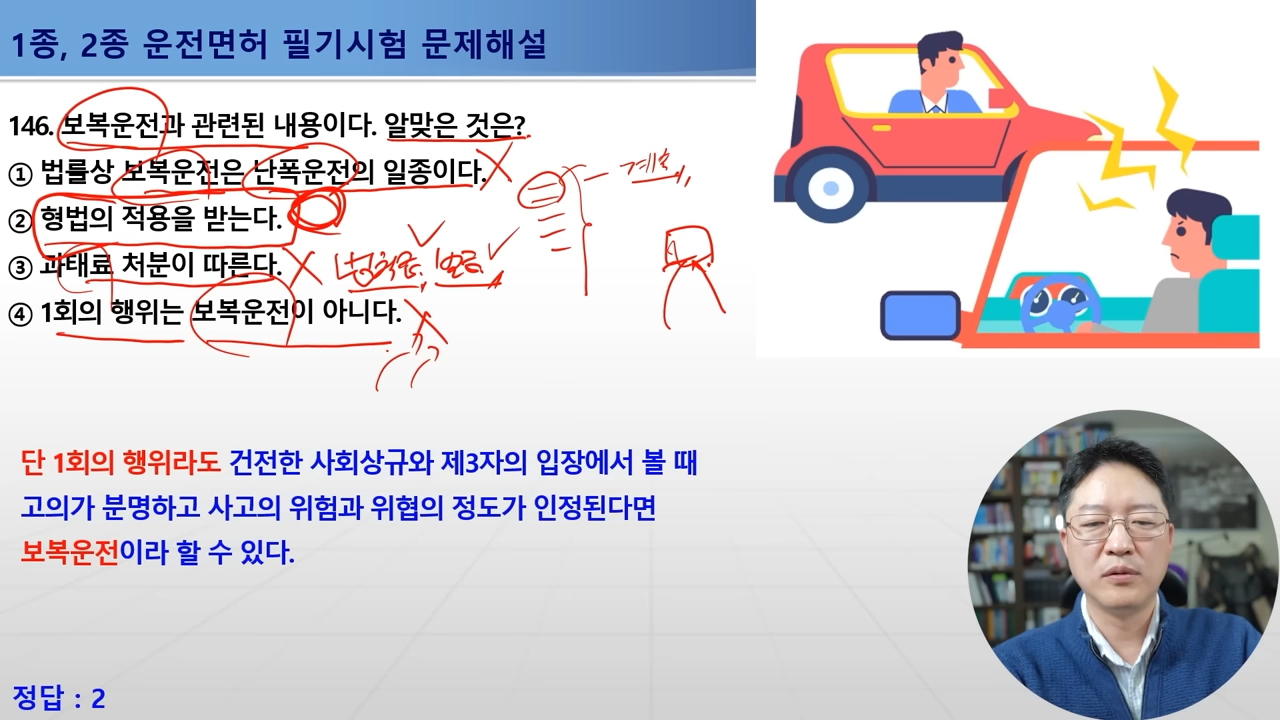 1종, 2종 운전면허 필기시험 문제해설
146. 보복운전과 관련된 내용이다. 알맞은 것은?
① 법률상 보복운전은 난폭운전의 일종이다.
② 형법의 적용을 받는다.
③ 과태료 처분이 따른다.
④ 1회의 행위는 보복운전이 아니다.
단 1회의 행위라도 건전한 사회상규와 제3자의 입장에서 볼 때
고의가 분명하고 사고의 위험과 위협의 정도가 인정된다면
보복운전이라 할 수 있다.
정답 : 2